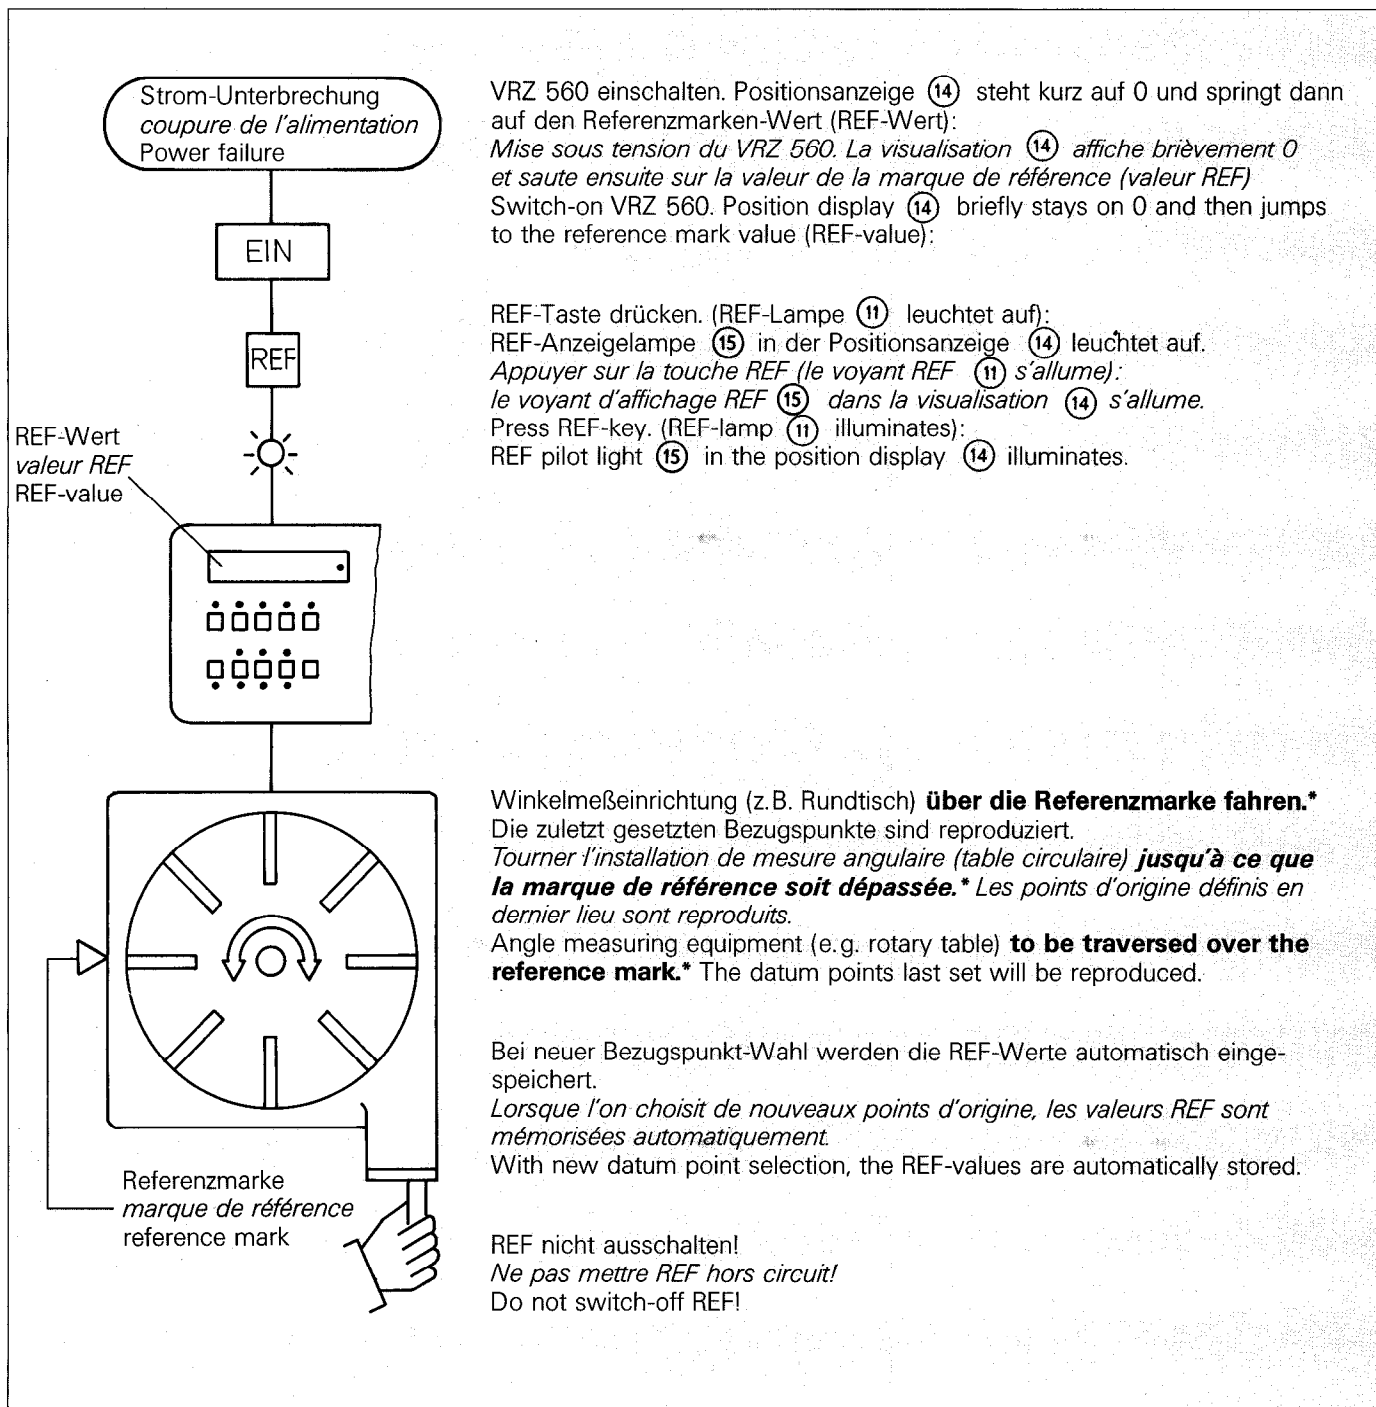 Strom-Unterbrechung
coupure de l'alimentation
Power failure
EIN
REF
REF-Wert
valeur REF
REF-value
Referenzmarke
marque de référence
reference mark
VRZ 560 einschalten. Positionsanzeige ⑭ steht kurz auf 0 und springt dann
auf den Referenzmarken-Wert (REF-Wert):
Mise sous tension du VRZ 560. La visualisation ⑭ affiche brièvement 0
et saute ensuite sur la valeur de la marque de référence (valeur REF)
Switch-on VRZ 560. Position display ⑭ briefly stays on 0 and then jumps
to the reference mark value (REF-value):
REF-Taste drücken. (REF-Lampe ⑪ leuchtet auf):
REF-Anzeigelampe ⑮ in der Positionsanzeige ⑭ leuchtet auf.
Appuyer sur la touche REF (le voyant REF ⑪ s'allume):
le voyant d'affichage REF ⑮ dans la visualisation ⑭ s'allume.
Press REF-key. (REF-lamp ⑪ illuminates):
REF pilot light ⑮ in the position display ⑭ illuminates.
Winkelmeßeinrichtung (z.B. Rundtisch) über die Referenzmarke fahren.*
Die zuletzt gesetzten Bezugspunkte sind reproduziert.
Tourner l'installation de mesure angulaire (table circulaire) jusqu'à ce que
la marque de référence soit dépassée.* Les points d'origine définis en
dernier lieu sont reproduits.
Angle measuring equipment (e.g. rotary table) to be traversed over the
reference mark.* The datum points last set will be reproduced.
Bei neuer Bezugspunkt-Wahl werden die REF-Werte automatisch einge-
speichert.
Lorsque l'on choisit de nouveaux points d'origine, les valeurs REF sont
mémorisées automatiquement.
With new datum point selection, the REF-values are automatically stored.
REF nicht ausschalten!
Ne pas mettre REF hors circuit!
Do not switch-off REF!